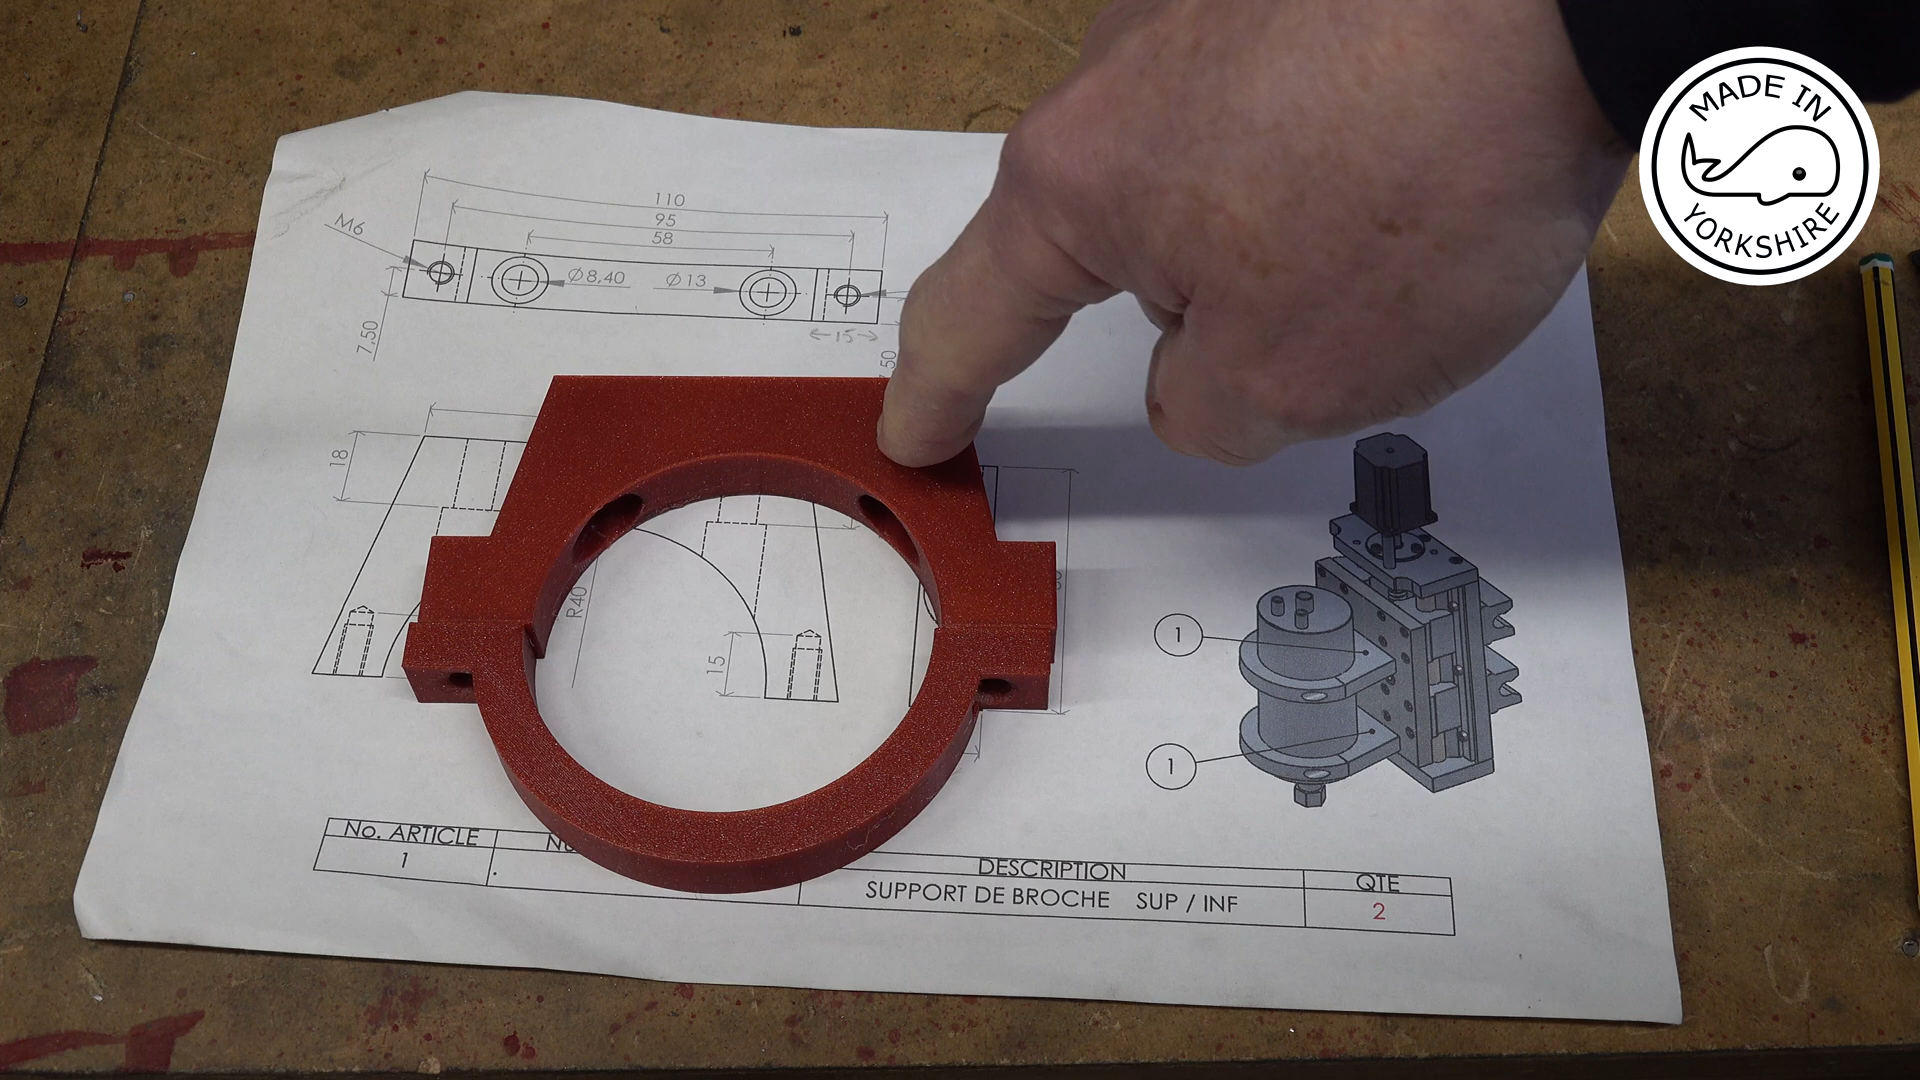 MADE IN
YORKSHIRE
110
95
58
M6
Ø8,40
Ø13
7,50
15
18
R40
15
1
1
No. ARTICLE
DESCRIPTION
QTE
1
SUPPORT DE BROCHE SUP / INF
2